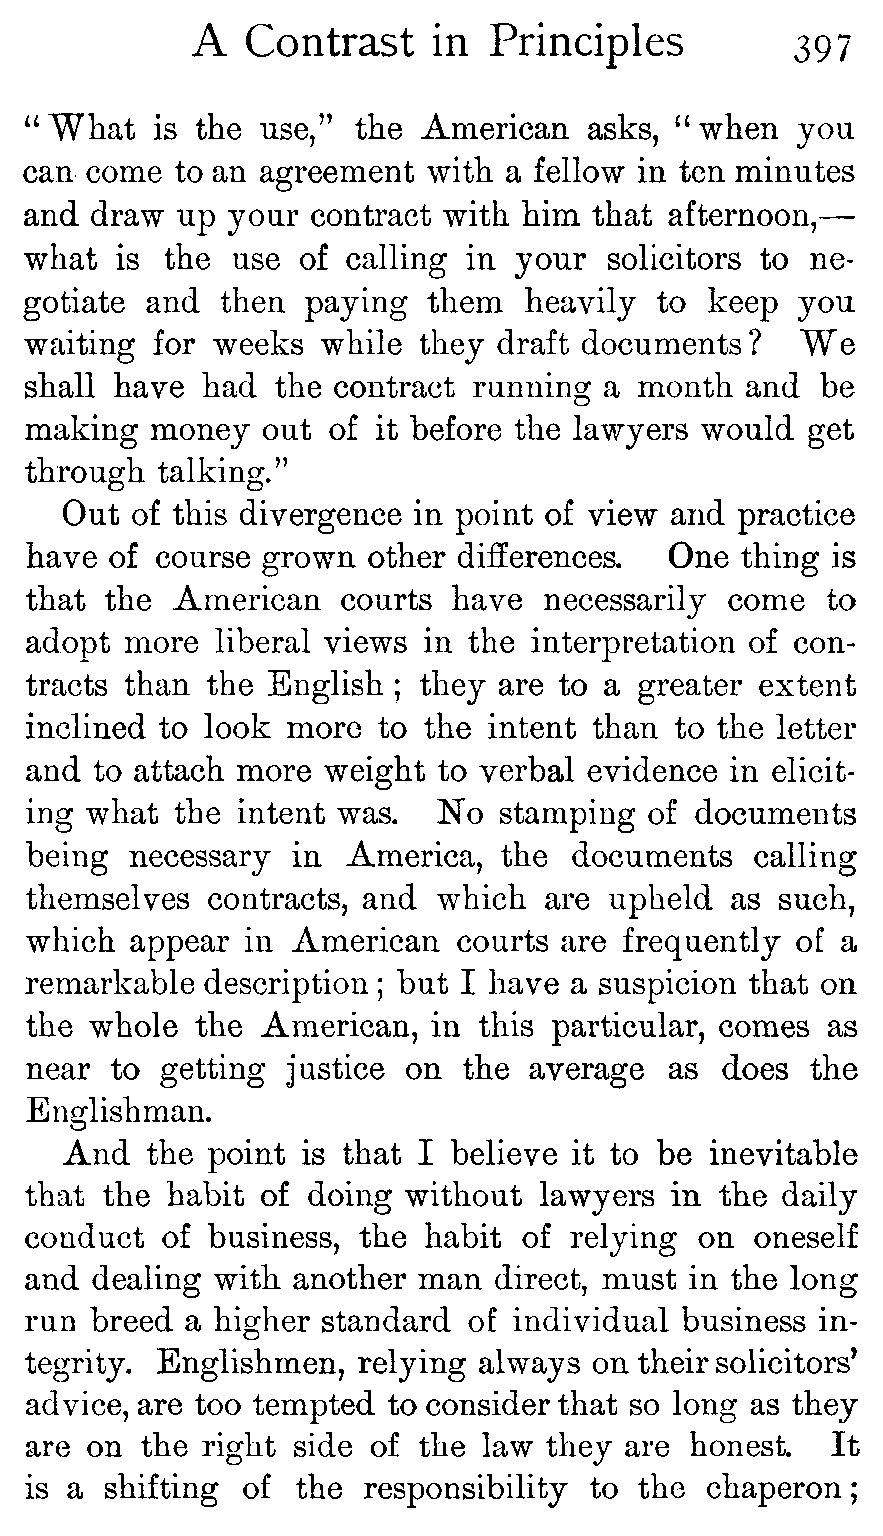 A Contrast in Principles 397
“What is the use,” the American asks, “when you
can come to an agreement with a fellow in ten minutes
and draw up your contract with him that afternoon,—
what is the use of calling in your solicitors to ne-
gotiate and then paying them heavily to keep you
waiting for weeks while they draft documents? We
shall have had the contract running a month and be
making money out of it before the lawyers would get
through talking.”
Out of this divergence in point of view and practice
have of course grown other differences. One thing is
that the American courts have necessarily come to
adopt more liberal views in the interpretation of con-
tracts than the English; they are to a greater extent
inclined to look more to the intent than to the letter
and to attach more weight to verbal evidence in elicit-
ing what the intent was. No stamping of documents
being necessary in America, the documents calling
themselves contracts, and which are upheld as such,
which appear in American courts are frequently of a
remarkable description; but I have a suspicion that on
the whole the American, in this particular, comes as
near to getting justice on the average as does the
Englishman.
And the point is that I believe it to be inevitable
that the habit of doing without lawyers in the daily
conduct of business, the habit of relying on oneself
and dealing with another man direct, must in the long
run breed a higher standard of individual business in-
tegrity. Englishmen, relying always on their solicitors’
advice, are too tempted to consider that so long as they
are on the right side of the law they are honest. It
is a shifting of the responsibility to the chaperon;